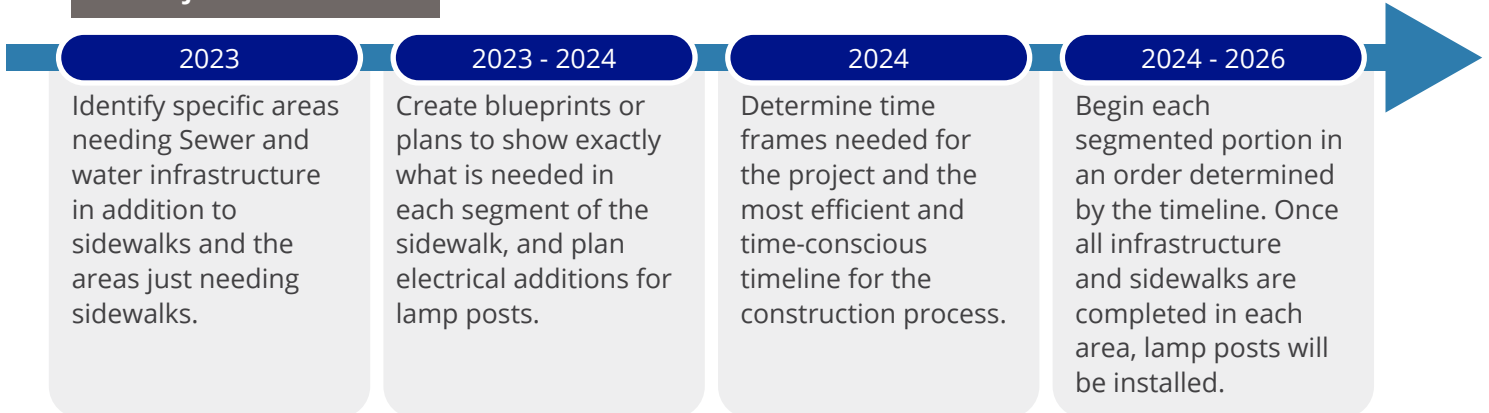 2023
Identify specific areas
needing Sewer and
water infrastructure
in addition to
sidewalks and the
areas just needing
sidewalks.
2023 - 2024
Create blueprints or
plans to show exactly
what is needed in
each segment of the
sidewalk, and plan
electrical additions for
lamp posts.
2024
Determine time
frames needed for
the project and the
most efficient and
time-conscious
timeline for the
construction process.
2024 - 2026
Begin each
segmented portion in
an order determined
by the timeline. Once
all infrastructure
and sidewalks are
completed in each
area, lamp posts will
be installed.